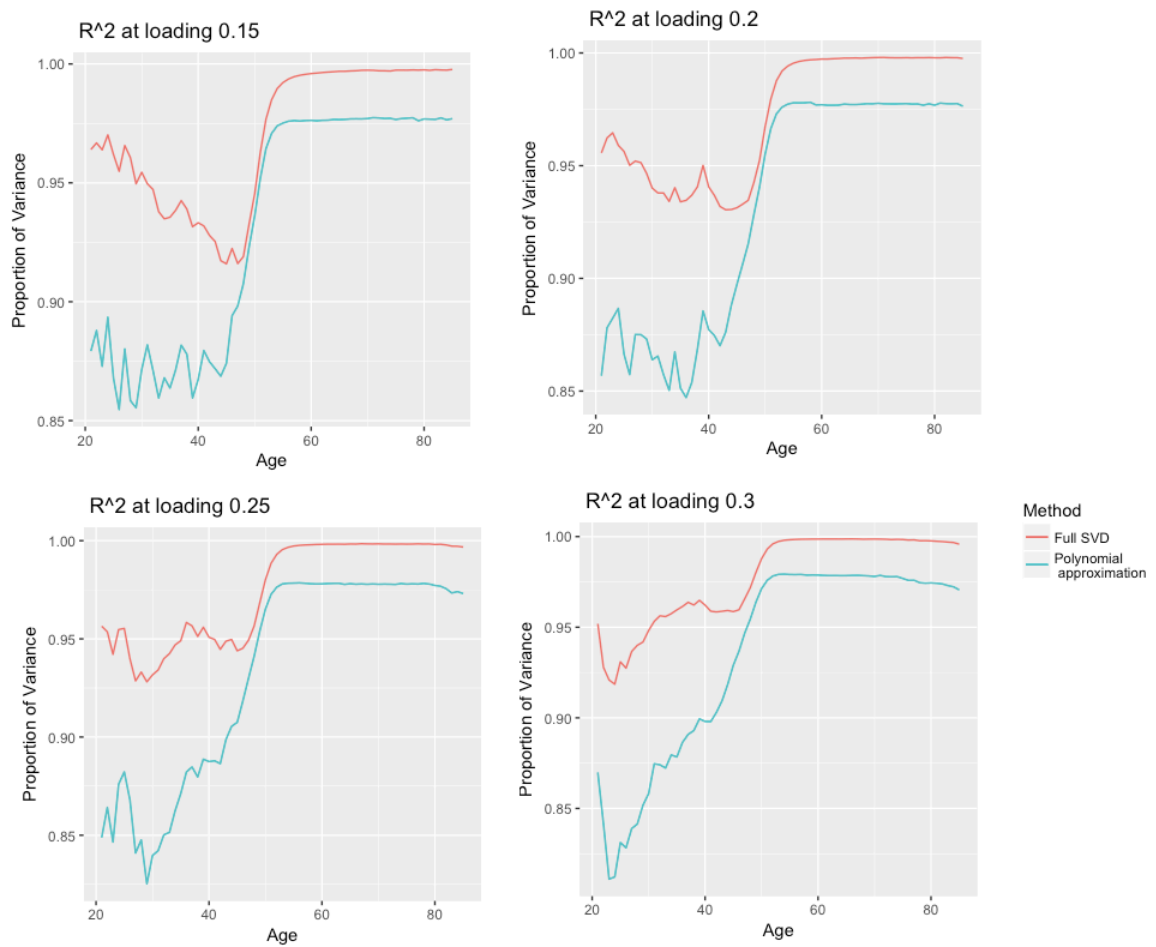 R^2 at loading 0.15
1.00
0.95
0.90
0.85
Proportion of Variance
20 40 60 80
Age
R^2 at loading 0.2
1.00
0.95
0.90
0.85
Proportion of Variance
20 40 60 80
Age
R^2 at loading 0.25
1.00
0.95
0.90
0.85
Proportion of Variance
20 40 60 80
Age
R^2 at loading 0.3
1.00
0.95
0.90
0.85
Proportion of Variance
20 40 60 80
Age
Method
Full SVD
Polynomial
approximation